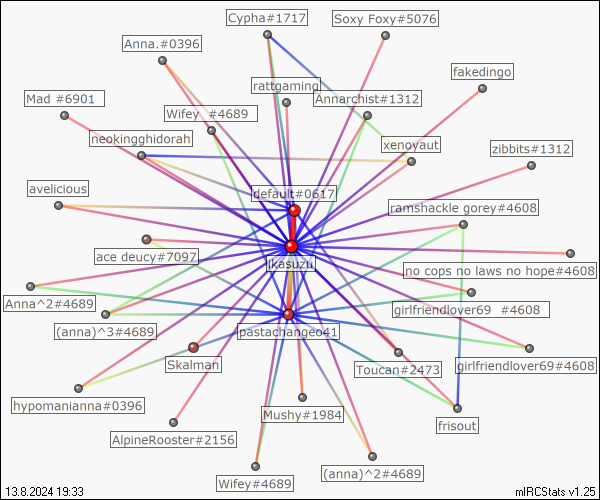 Cypha#1717
Soxy Foxy#5076
Anna.#0396
fakedingo
rattgaming
Mad #6901
Annarchist#1312
Wifey #4689
neokingghidorah
xenoyaut
zibbits#1312
avelicious
default#0617
ramshackle gorey#4608
ace deucy#7097
ikasuzu
no cops no laws no hope#4608
Anna^2#4689
girlfriendlover69 #4608
(anna)^3#4689
pastachangeo41
Skalman
Toucan#2473
girlfriendlover69#4608
hypomanianna#0396
Mushy#1984
frisout
AlpineRooster#2156
Wifey#4689
(anna)^2#4689
13.8.2024 19:33
mIRCStats v1.25